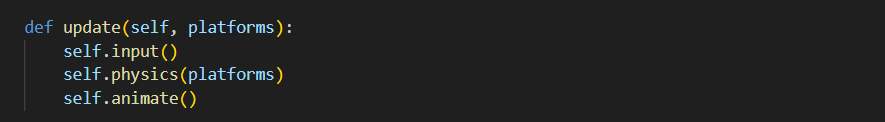 def update(self, platforms):
    self.input()
    self.physics(platforms)
    self.animate()